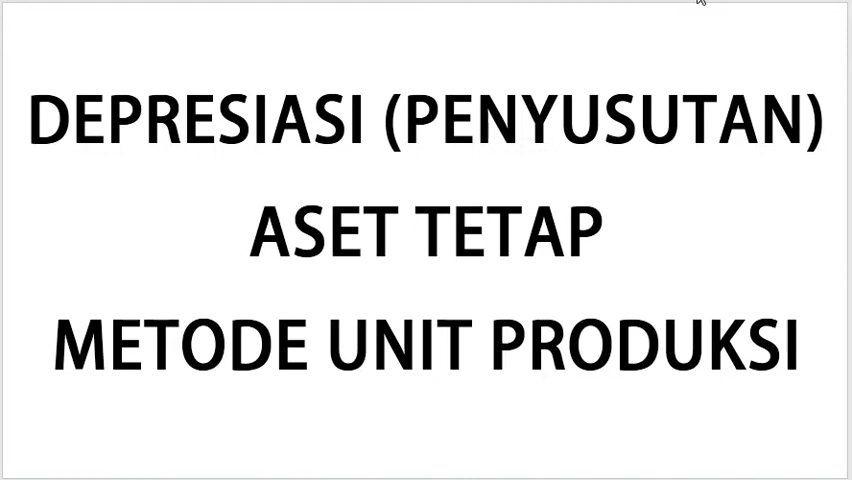 DEPRESIASI (PENYUSUTAN)
ASET TETAP
METODE UNIT PRODUKSI